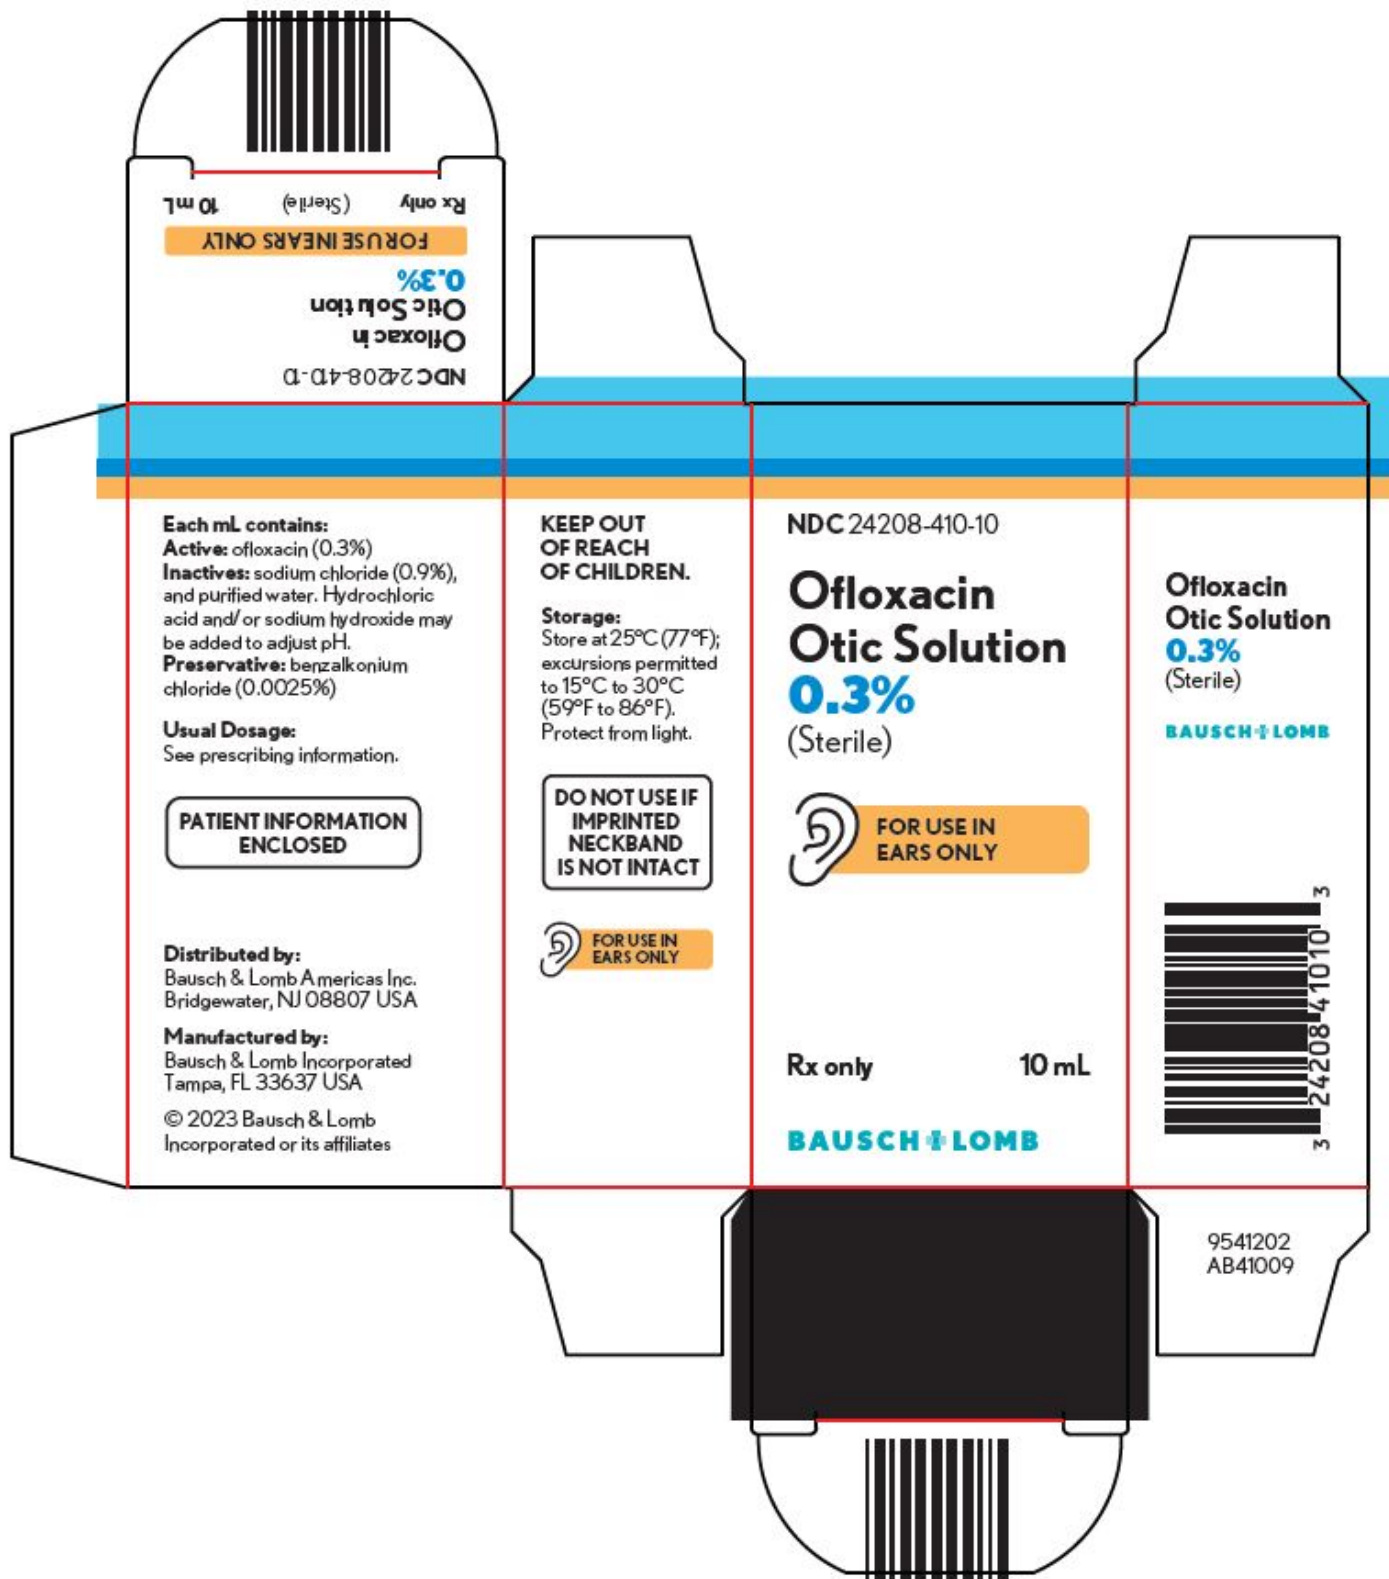 Rx only (Sterile) 10 mL
FOR USE IN EARS ONLY
0.3%
Otic Solution
Ofloxacin
Each mL contains:
Active: ofloxacin (0.3%)
Inactives: sodium chloride (0.9%),
and purified water. Hydrochloric
acid and/or sodium hydroxide may
be added to adjust pH.
Preservative: benzalkonium
chloride (0.0025%)
Usual Dosage:
See prescribing information.
PATIENT INFORMATION
ENCLOSED
Distributed by:
Bausch & Lomb Americas Inc.
Bridgewater, NJ 08807 USA
Manufactured by:
Bausch & Lomb Incorporated
Tampa, FL 33637 USA
© 2023 Bausch & Lomb
Incorporated or its affiliates
KEEP OUT
OF REACH
OF CHILDREN.
Storage:
Store at 25°C (77°F);
excursions permitted
to 15°C to 30°C
(59°F to 86°F).
Protect from light.
DO NOT USE IF
IMPRINTED
NECKBAND
IS NOT INTACT
FOR USE IN
EARS ONLY
NDC 24208-410-10
Ofloxacin
Otic Solution
0.3%
(Sterile)
FOR USE IN
EARS ONLY
Rx only 10 mL
BAUSCH + LOMB
Ofloxacin
Otic Solution
0.3%
(Sterile)
BAUSCH + LOMB
3 24208 41010 3
9541202
AB41009